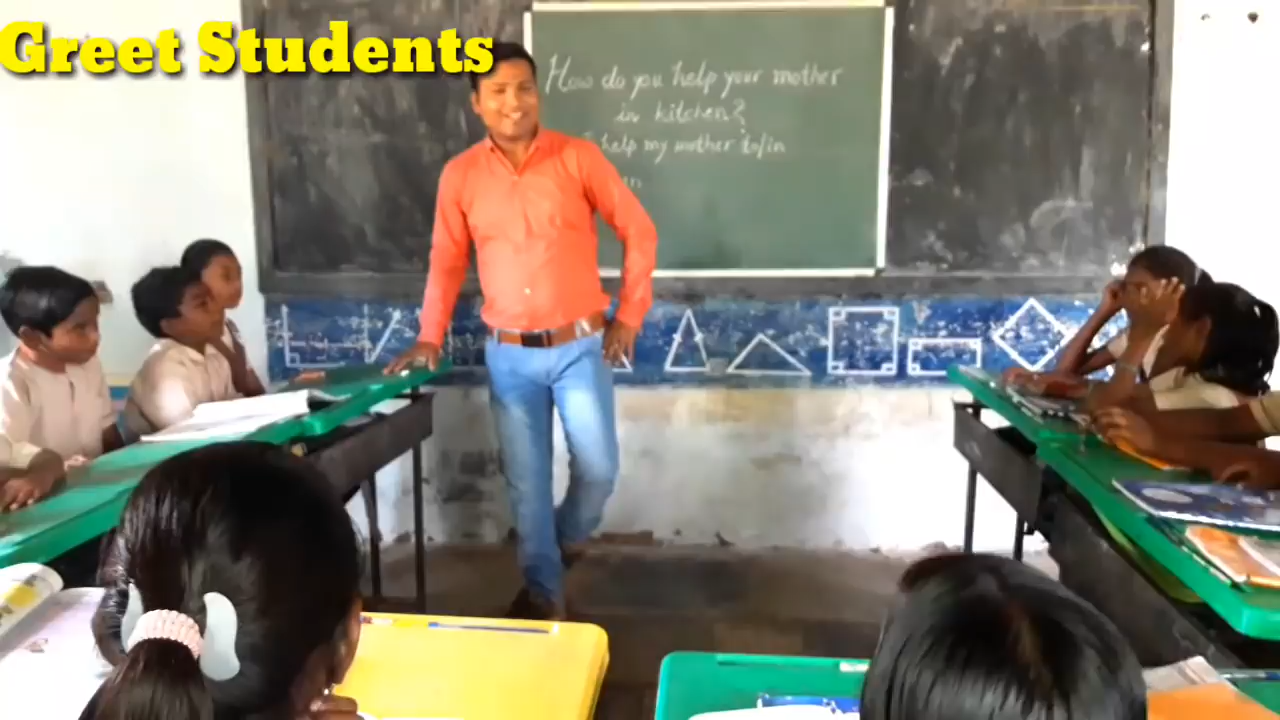 Greet Students
How do you help your mother
in kitchen?
help my mother to/in